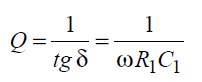 Q = 1 / tg δ = 1 / ωR₁C₁